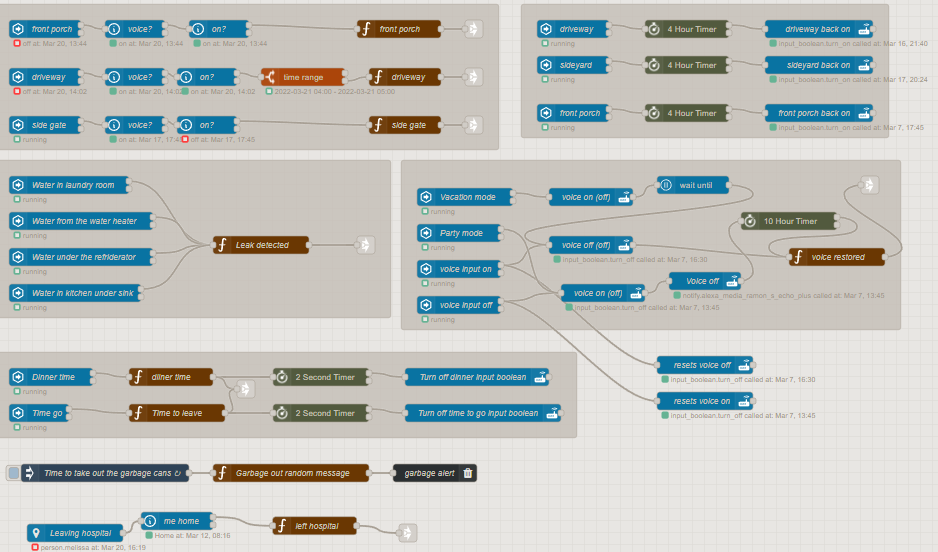 front porch
voice?
on?
front porch
off at: Mar 20, 13:44
on at: Mar 20, 13:44
off at: Mar 20, 13:44
driveway
voice?
on?
time range
driveway
off at: Mar 20, 14:02
on at: Mar 20, 14:02
on at: Mar 20, 14:02
2022-03-21 04:00 - 2022-03-21 05:00
side gate
voice?
on?
side gate
running
on at: Mar 17, 17:45
off at: Mar 17, 17:45
driveway
4 Hour Timer
driveway back on
running
input_boolean.turn_on called at: Mar 16, 21:40
sideyard
4 Hour Timer
sideyard back on
running
input_boolean.turn_on called at: Mar 17, 20:24
front porch
4 Hour Timer
front porch back on
running
input_boolean.turn_on called at: Mar 7, 17:45
Water in laundry room
running
Water from the water heater
running
Leak detected
Water under the refriderator
running
Water in kitchen under sink
running
Vacation mode
voice on (off)
wait until
running
10 Hour Timer
Party mode
running
voice off (off)
input_boolean.turn_off called at: Mar 7, 16:30
voice restored
voice input on
running
Voice off
notify.alexa_media_ramon_s_echo_plus called at: Mar 7, 13:45
voice on (off)
input_boolean.turn_off called at: Mar 7, 13:45
voice input off
running
resets voice off
input_boolean.turn_off called at: Mar 7, 16:30
resets voice on
input_boolean.turn_off called at: Mar 7, 13:45
Dinner time
diiner time
2 Second Timer
Turn off dinner input boolean
running
Time go
Time to leave
2 Second Timer
Turn off time to go input boolean
running
Time to take out the garbage cans ↻
Garbage out random message
garbage alert
Leaving hospital
me home
left hospital
person.melissa at: Mar 20, 16:19
Home at: Mar 12, 08:16